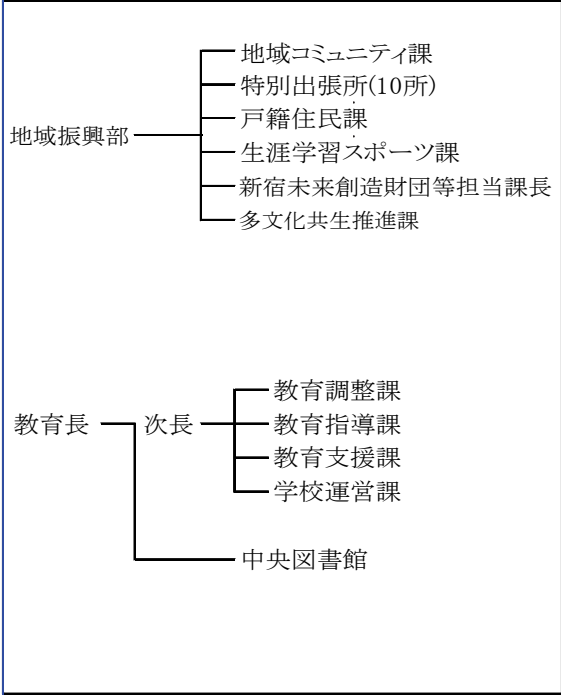 地域コミュニティ課
特別出張所(10所)
戸籍住民課
地域振興部
生涯学習スポーツ課
新宿未来創造財団等担当課長
多文化共生推進課
教育調整課
教育長 次長 教育指導課
教育支援課
学校運営課
中央図書館